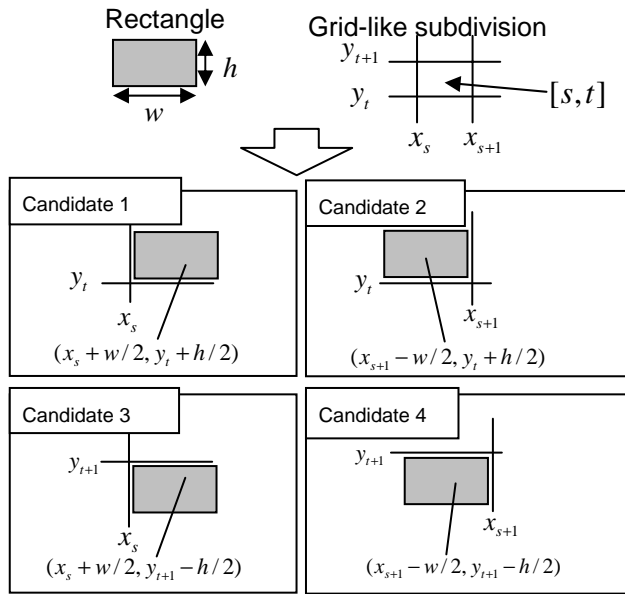 Rectangle
h
w
Grid-like subdivision
y_{t+1}
y_t
[s,t]
x_s
x_{s+1}
Candidate 1
y_t
x_s
(x_s + w/2, y_t + h/2)
Candidate 2
y_t
x_{s+1}
(x_{s+1} − w/2, y_t + h/2)
Candidate 3
y_{t+1}
x_s
(x_s + w/2, y_{t+1} − h/2)
Candidate 4
y_{t+1}
x_{s+1}
(x_{s+1} − w/2, y_{t+1} − h/2)